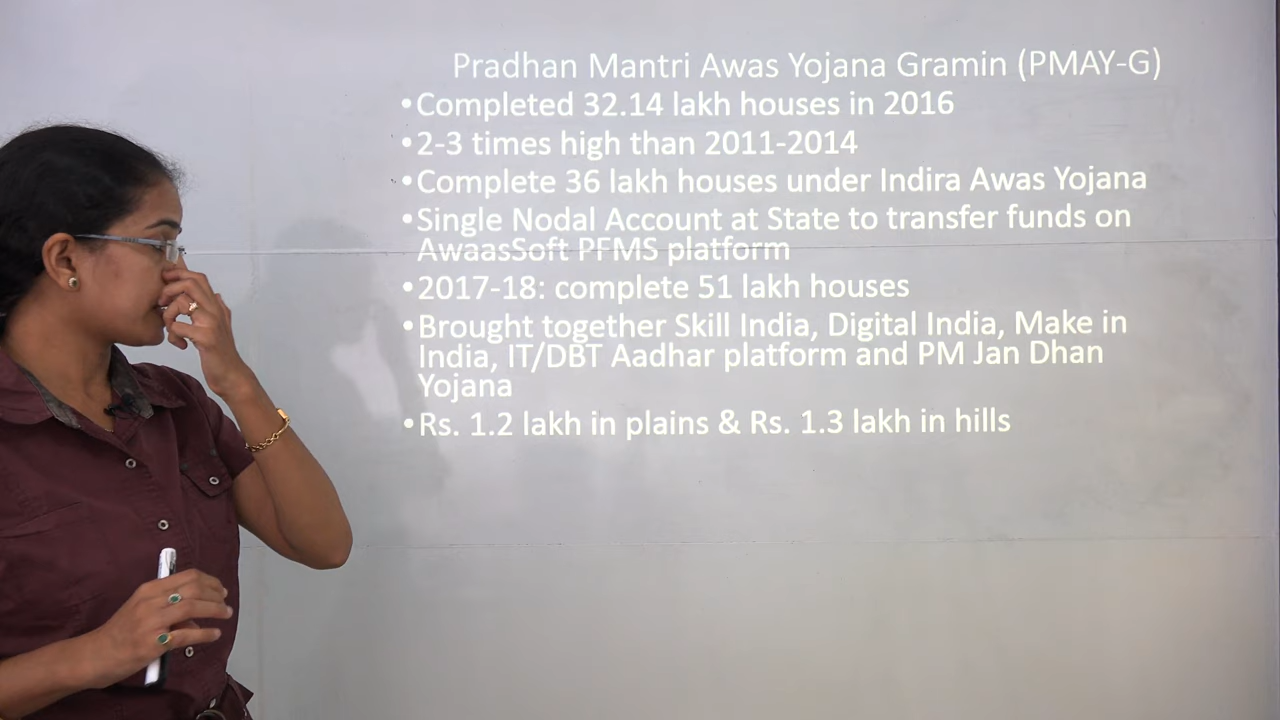 Pradhan Mantri Awas Yojana Gramin (PMAY-G)
•Completed 32.14 lakh houses in 2016
•2-3 times high than 2011-2014
•Complete 36 lakh houses under Indira Awas Yojana
•Single Nodal Account at State to transfer funds on
AwaasSoft PFMS platform
•2017-18: complete 51 lakh houses
•Brought together Skill India, Digital India, Make in
India, IT/DBT Aadhar platform and PM Jan Dhan
Yojana
•Rs. 1.2 lakh in plains & Rs. 1.3 lakh in hills